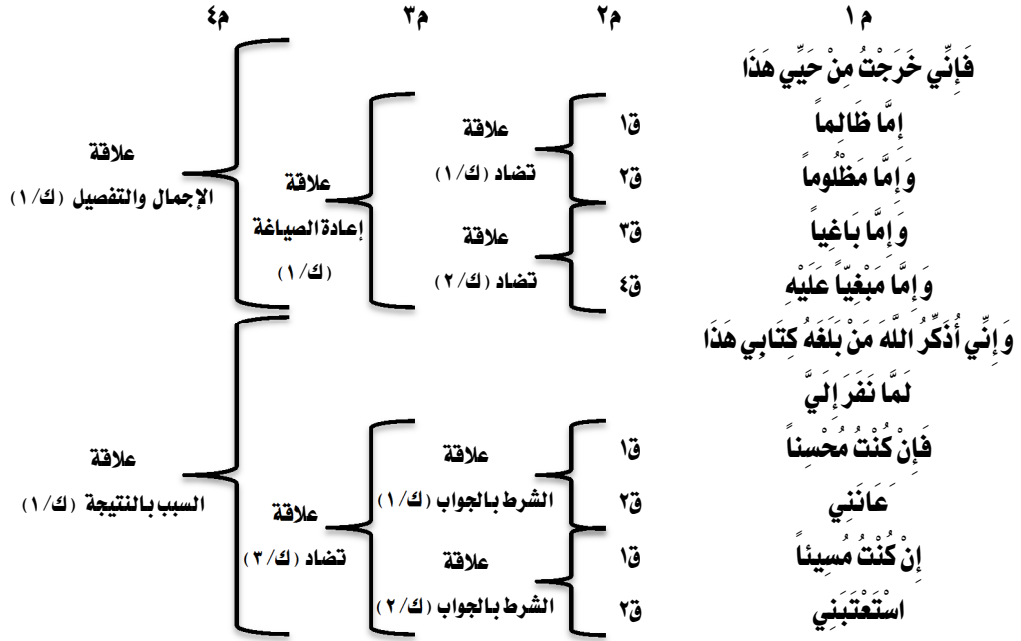 م١ م٢ م٣ م٤
فَإِنِّي خَرَجْتُ مِنْ حَيِّي هَذَا
إِمَّا ظَالِماً
وَإِمَّا مَظْلُوماً
وَإِمَّا بَاغِياً
وَإِمَّا مَبْغِيّاً عَلَيْهِ
وَإِنِّي أُذَكِّرُ اللَّهَ مَنْ بَلَغَهُ كِتَابِي هَذَا
لَمَّا نَفَرَ إِلَيَّ
فَإِنْ كُنْتُ مُحْسِناً
َعَانَنِي
إِنْ كُنْتُ مُسِيئاً
اسْتَعْتَبَنِي
ق١
ق٢
ق٣
ق٤
ق١
ق٢
ق١
ق٢
علاقة
تضاد (ك/١)
علاقة
تضاد (ك/٢)
علاقة
الشرط بالجواب (ك/١)
علاقة
الشرط بالجواب (ك/٢)
علاقة
إعادة الصياغة
(ك/١)
علاقة
تضاد (ك/٣)
علاقة
الإجمال والتفصيل (ك/١)
علاقة
السبب بالنتيجة (ك/١)